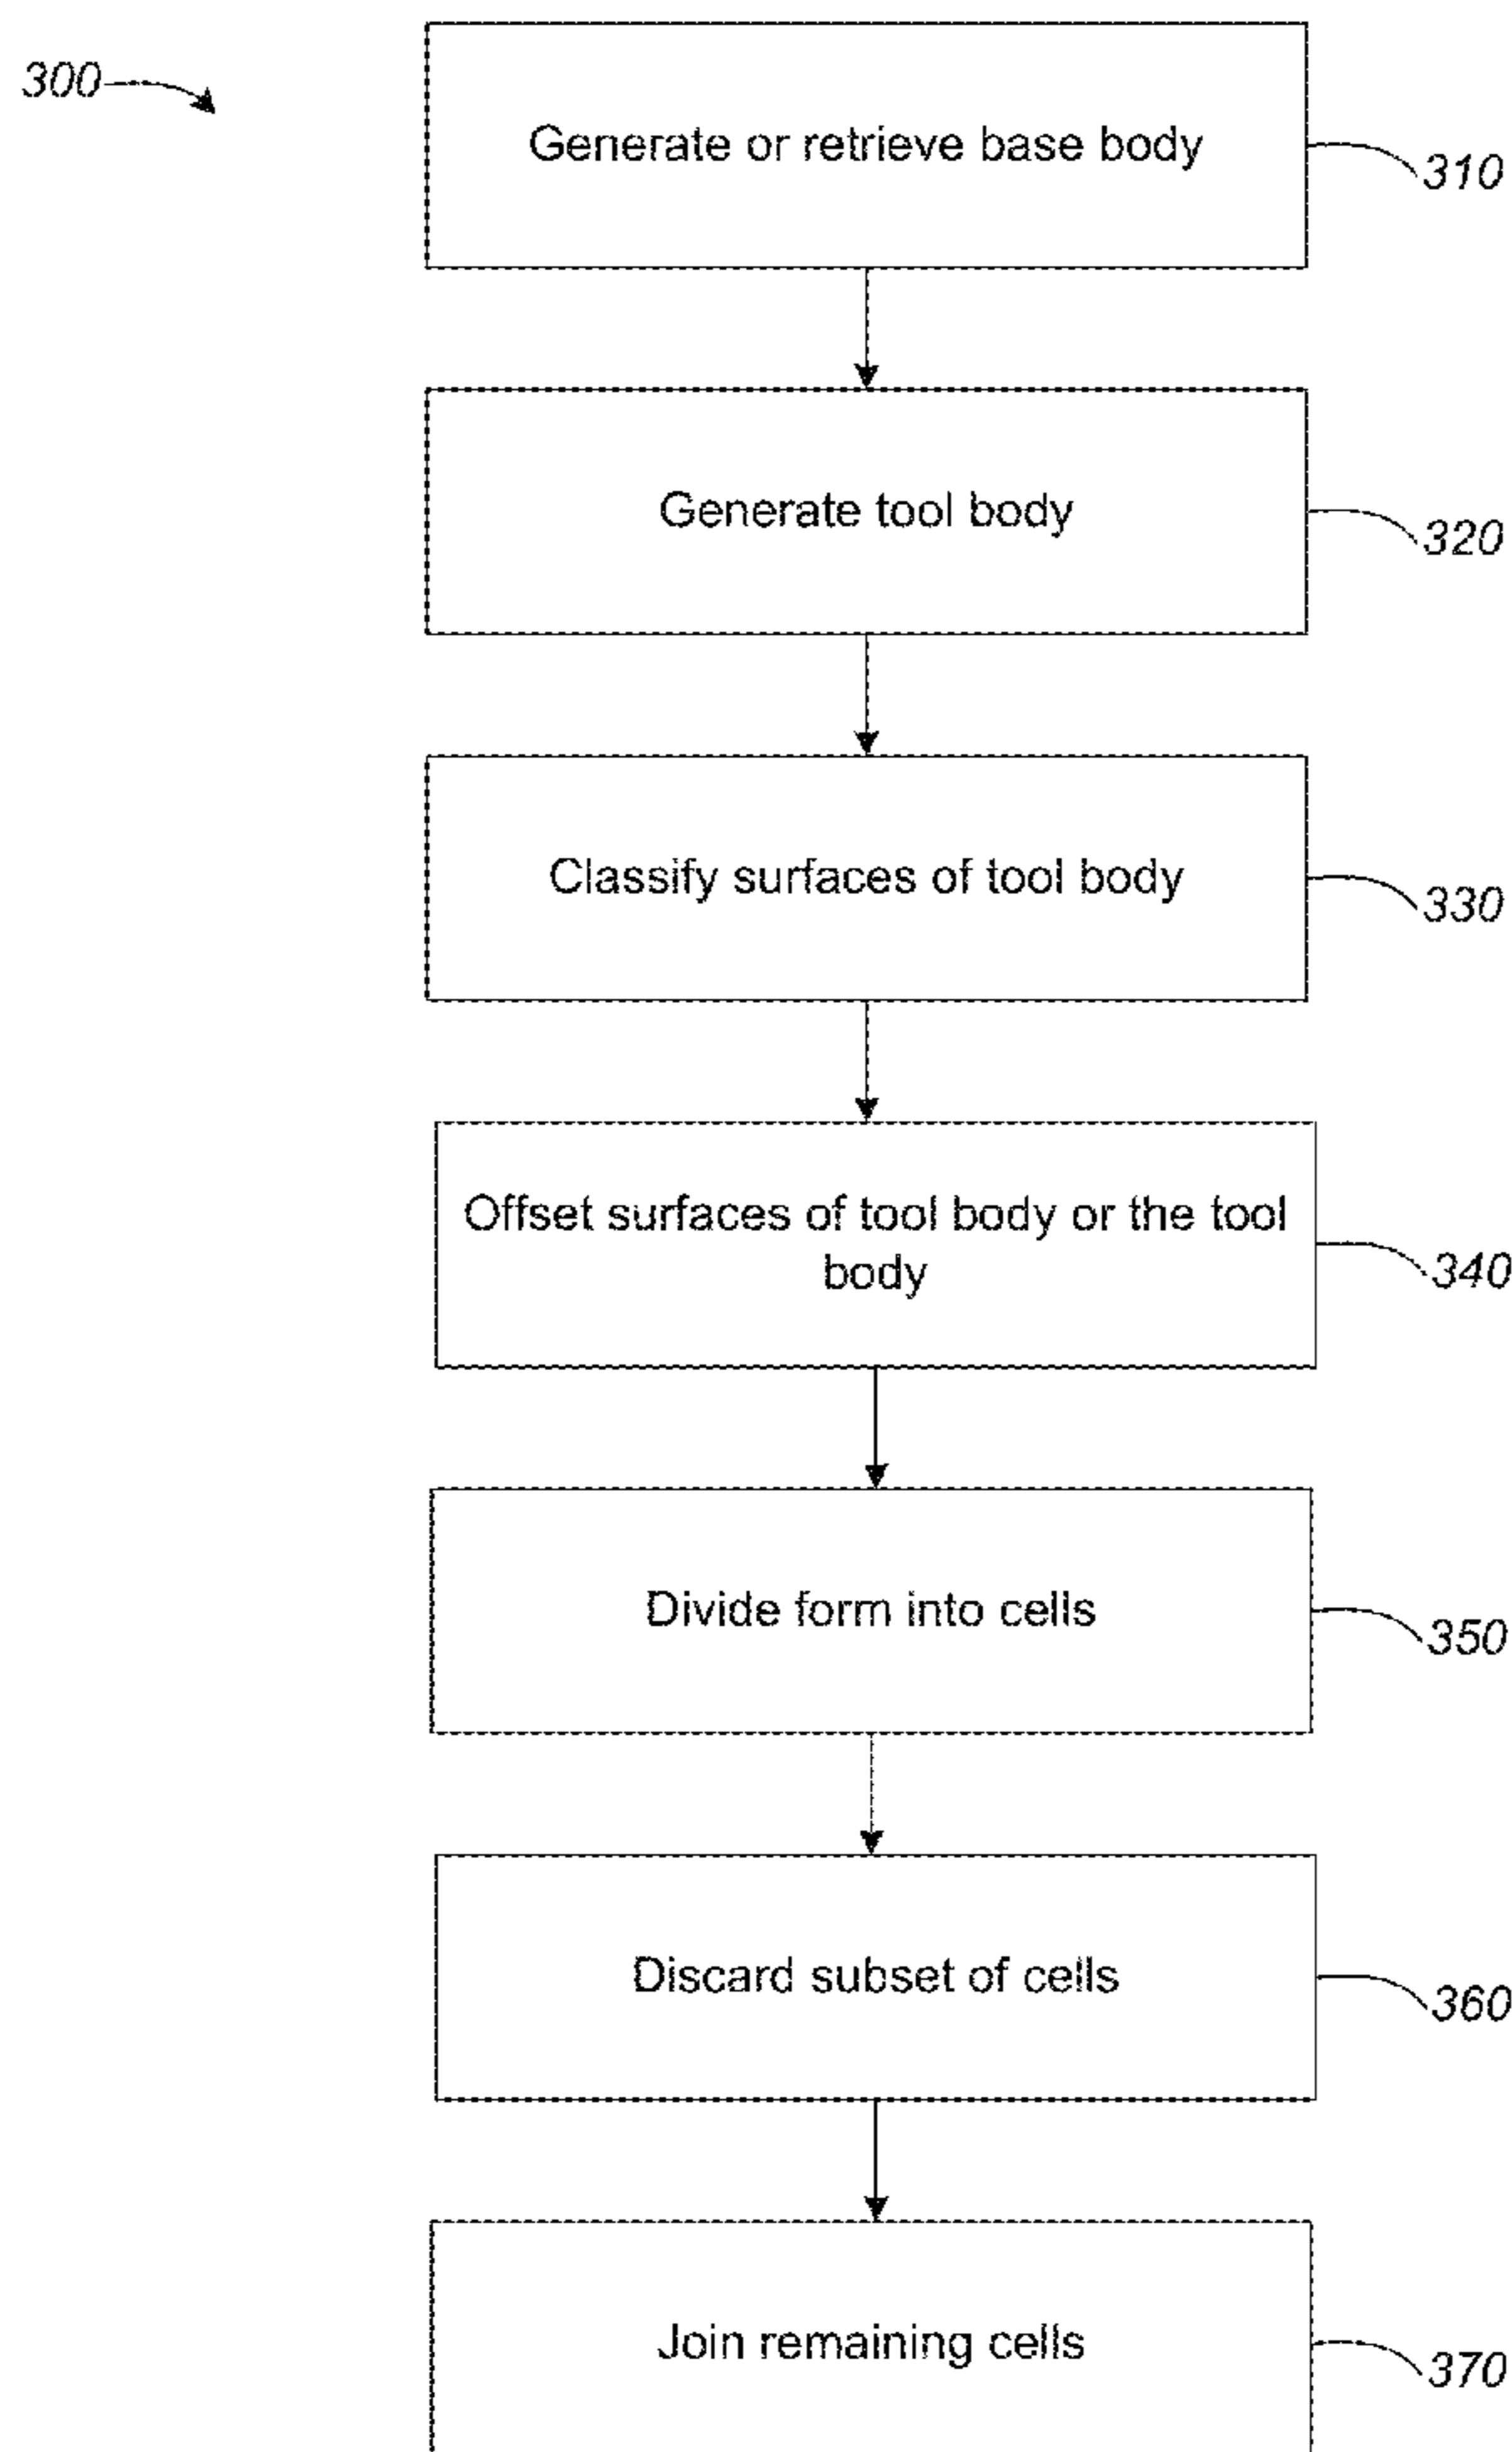 300
Generate or retrieve base body
310
Generate tool body
320
Classify surfaces of tool body
330
Offset surfaces of tool body or the tool
body
340
Divide form into cells
350
Discard subset of cells
360
Join remaining cells
370